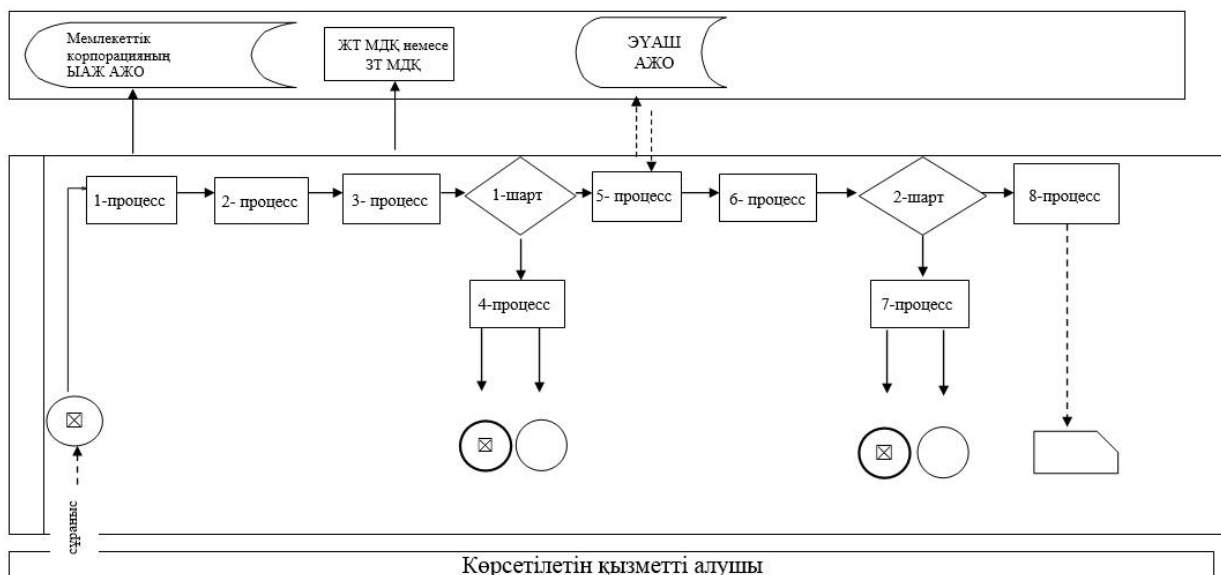 Мемлекеттік
корпорацияның
ЫАЖ АЖО
ЖТ МДҚ немесе
ЗТ МДҚ
ЭҮАШ
АЖО
1-процесс
2- процесс
3- процесс
1-шарт
5- процесс
6- процесс
2-шарт
8-процесс
4-процесс
7-процесс
сұраныс
Көрсетілетін қызметті алушы